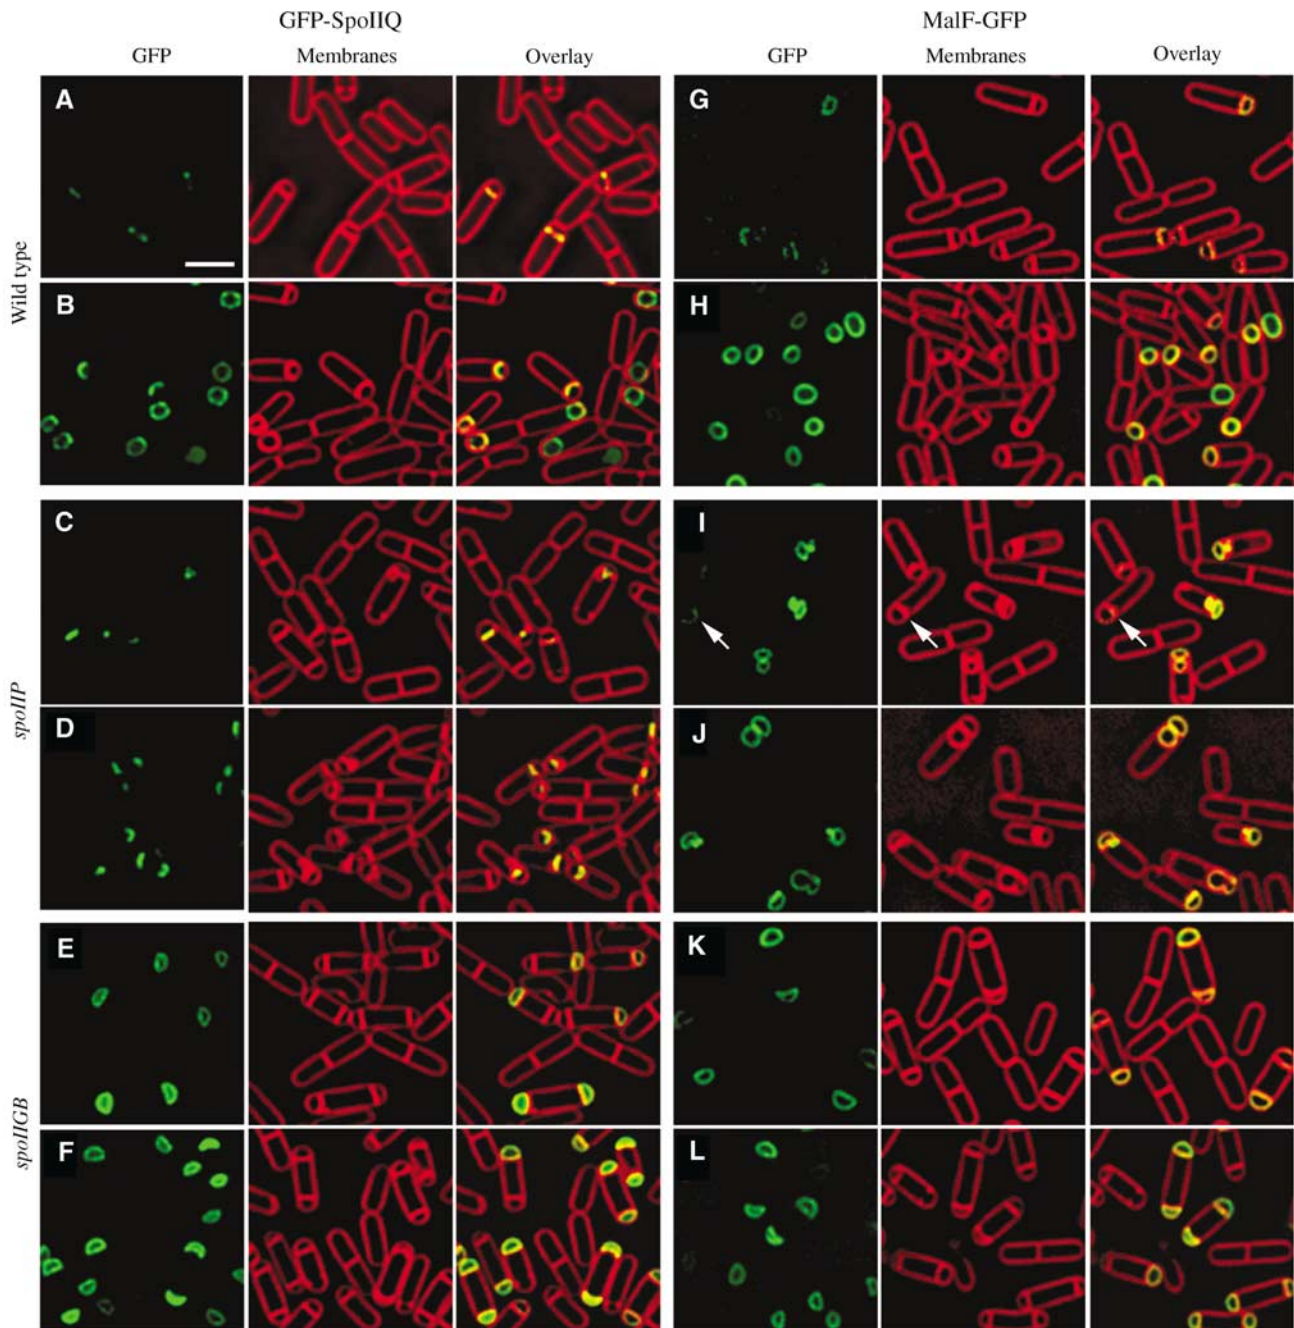 GFP-SpoIIQ MalF-GFP
GFP Membranes Overlay GFP Membranes Overlay
Wild type
A
G
B
H
spoIIP
C
I
D
J
spoIIGB
E
K
F
L